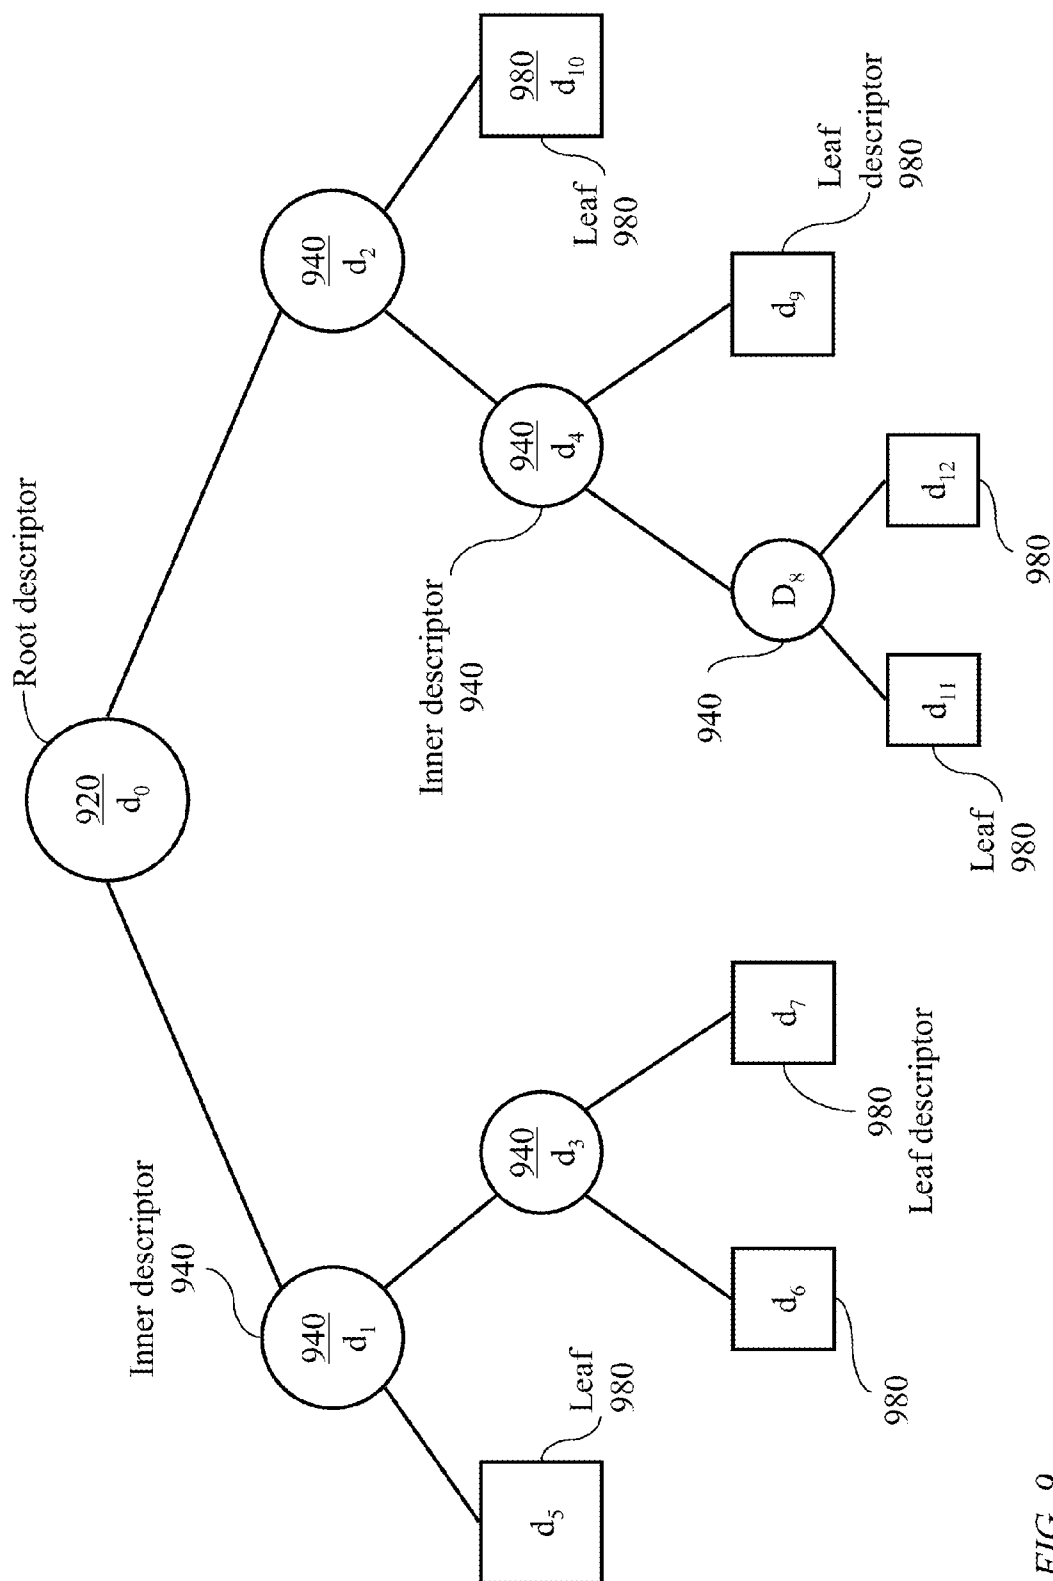 Root descriptor
920
d0
Inner descriptor
940
940
d1
940
d2
Leaf
980
d5
940
d3
Inner descriptor
940
940
d4
980
d10
Leaf
980
980
d6
d7
980
Leaf descriptor
940
D8
d9
Leaf
descriptor
980
Leaf
980
d11
d12
980
FIG. 9